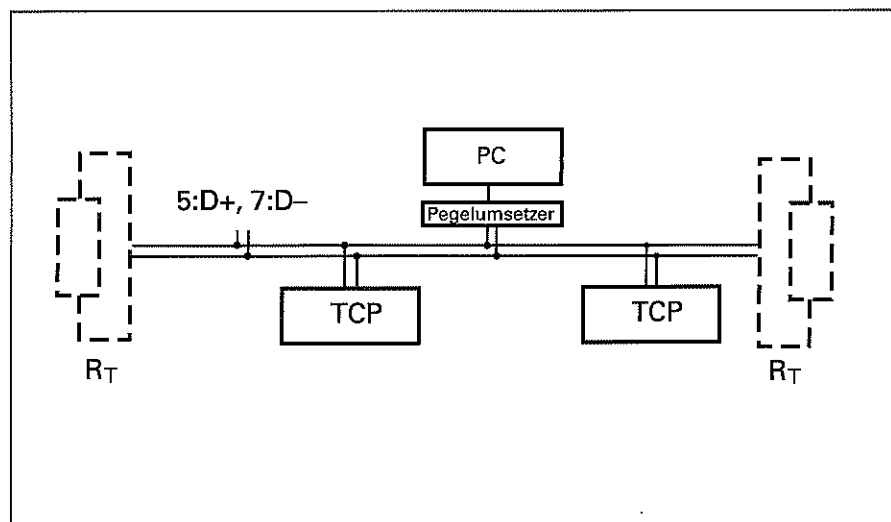 PC
5:D+, 7:D−
Pegelumsetzer
TCP
TCP
RT
RT